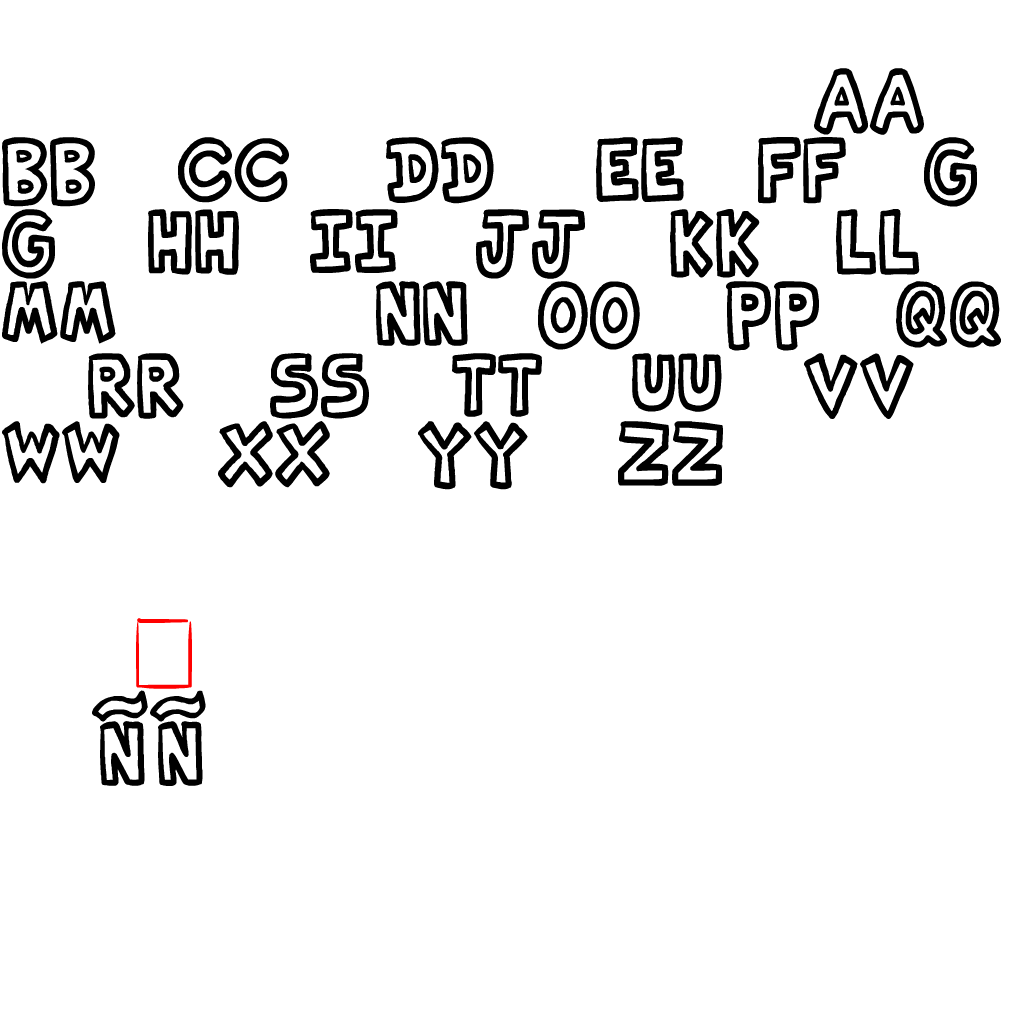 AA
BB CC DD EE FF G
G HH II JJ KK LL
MM NN OO PP QQ
RR SS TT UU VV
WW XX YY ZZ
ÑÑ